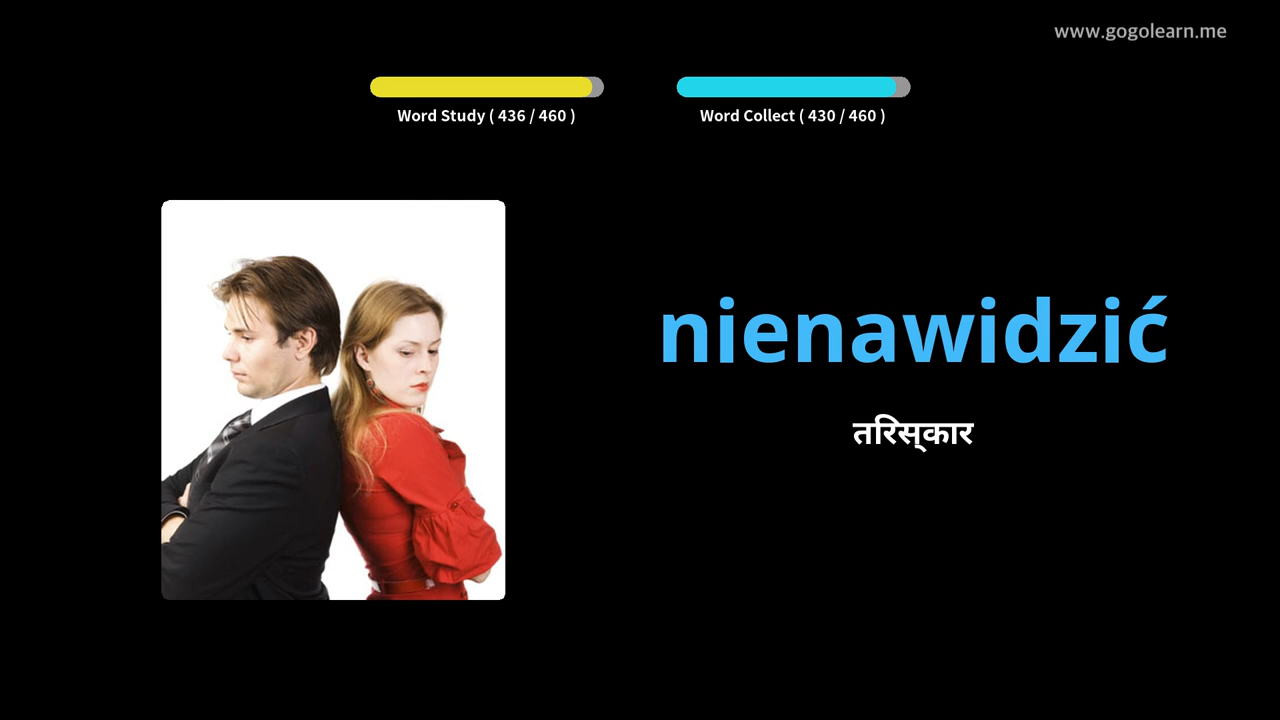 www.gogolearn.me
Word Study ( 436 / 460 )
Word Collect ( 430 / 460 )
nienawidzić
तरिस्‌कार